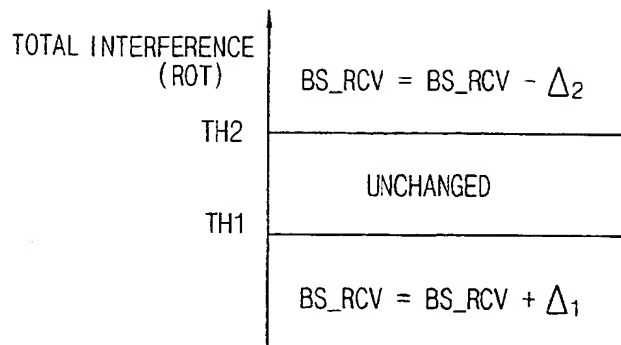 TOTAL INTERFERENCE
(ROT)
BS_RCV = BS_RCV - Δ2
TH2
UNCHANGED
TH1
BS_RCV = BS_RCV + Δ1